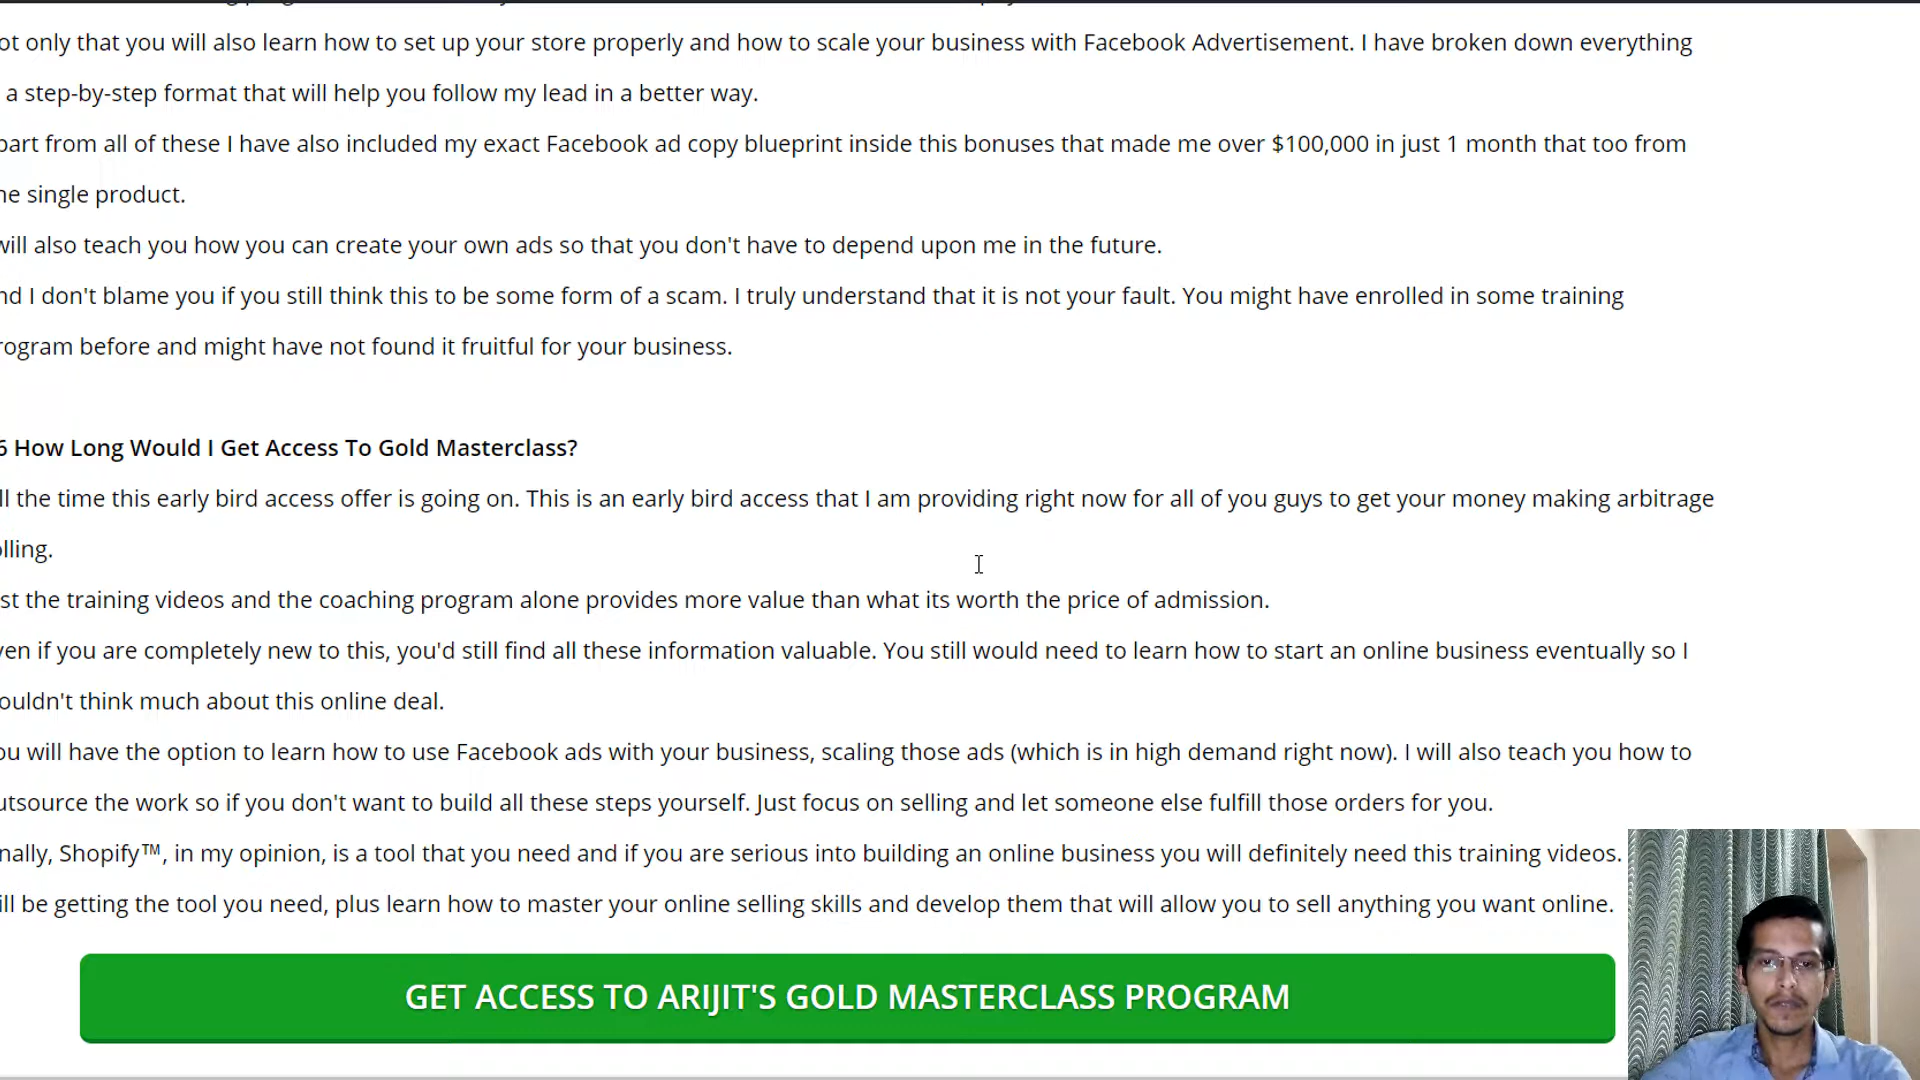 ot only that you will also learn how to set up your store properly and how to scale your business with Facebook Advertisement. I have broken down everything
a step-by-step format that will help you follow my lead in a better way.
part from all of these I have also included my exact Facebook ad copy blueprint inside this bonuses that made me over $100,000 in just 1 month that too from
ne single product.
will also teach you how you can create your own ads so that you don't have to depend upon me in the future.
nd I don't blame you if you still think this to be some form of a scam. I truly understand that it is not your fault. You might have enrolled in some training
rogram before and might have not found it fruitful for your business.
6 How Long Would I Get Access To Gold Masterclass?
ll the time this early bird access offer is going on. This is an early bird access that I am providing right now for all of you guys to get your money making arbitrage
olling.
st the training videos and the coaching program alone provides more value than what its worth the price of admission.
ven if you are completely new to this, you'd still find all these information valuable. You still would need to learn how to start an online business eventually so I
ouldn't think much about this online deal.
ou will have the option to learn how to use Facebook ads with your business, scaling those ads (which is in high demand right now). I will also teach you how to
utsource the work so if you don't want to build all these steps yourself. Just focus on selling and let someone else fulfill those orders for you.
nally, Shopify™, in my opinion, is a tool that you need and if you are serious into building an online business you will definitely need this training videos.
ill be getting the tool you need, plus learn how to master your online selling skills and develop them that will allow you to sell anything you want online.
GET ACCESS TO ARIJIT'S GOLD MASTERCLASS PROGRAM